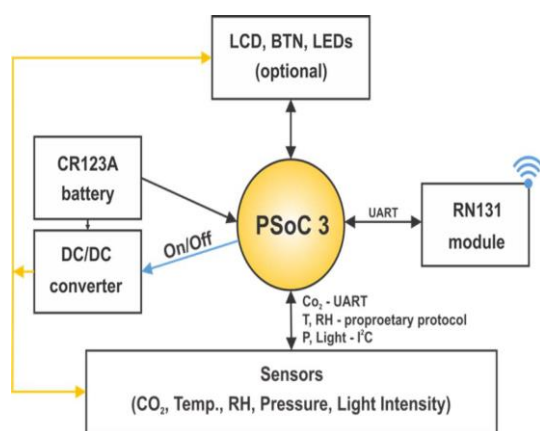 LCD, BTN, LEDs
(optional)
CR123A
battery
DC/DC
converter
On/Off
PSoC 3
UART
RN131
module
Co₂ - UART
T, RH - proproetary protocol
P, Light - I²C
Sensors
(CO₂, Temp., RH, Pressure, Light Intensity)